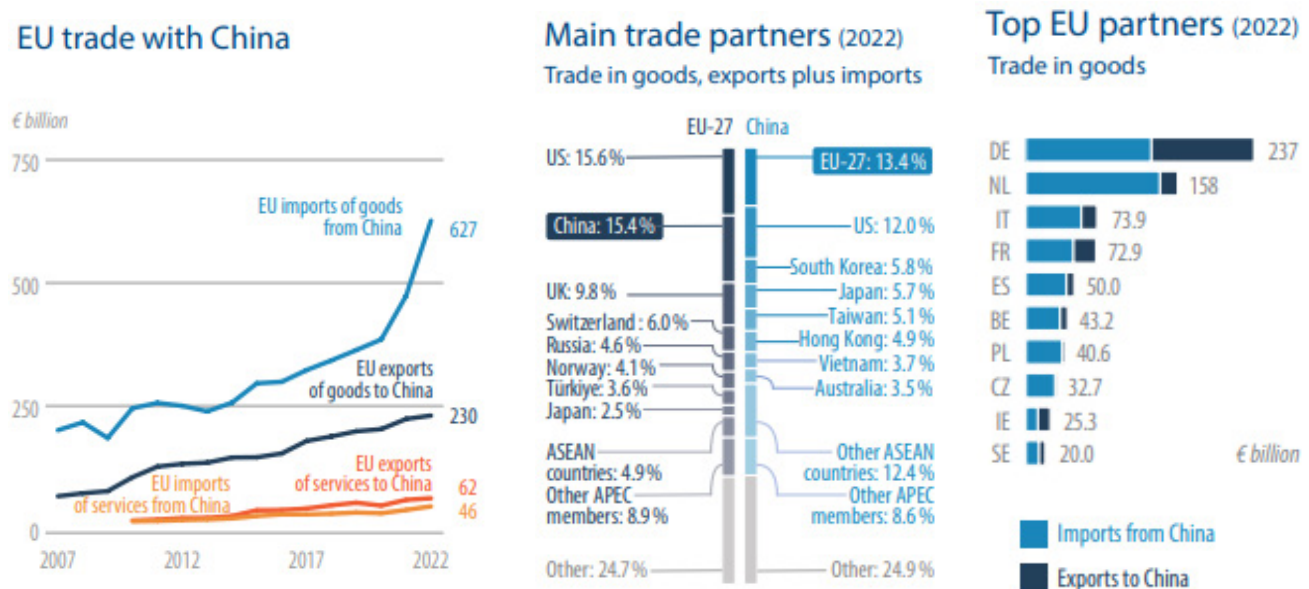 EU trade with China
€ billion
750
500
250
0
2007
2012
2017
2022
EU imports of goods
from China
627
EU exports
of goods to China
230
EU exports
of services to China
62
EU imports
of services from China
46
Main trade partners (2022)
Trade in goods, exports plus imports
EU-27
China
US: 15.6 %
China: 15.4 %
UK: 9.8 %
Switzerland : 6.0 %
Russia: 4.6 %
Norway: 4.1 %
Türkiye: 3.6 %
Japan: 2.5 %
ASEAN
countries: 4.9 %
Other APEC
members: 8.9 %
Other: 24.7 %
EU-27: 13.4 %
US: 12.0 %
South Korea: 5.8 %
Japan: 5.7 %
Taiwan: 5.1 %
Hong Kong: 4.9 %
Vietnam: 3.7 %
Australia: 3.5 %
Other ASEAN
countries: 12.4 %
Other APEC
members: 8.6 %
Other: 24.9 %
Top EU partners (2022)
Trade in goods
DE 237
NL 158
IT 73.9
FR 72.9
ES 50.0
BE 43.2
PL 40.6
CZ 32.7
IE 25.3
SE 20.0
€ billion
Imports from China
Exports to China